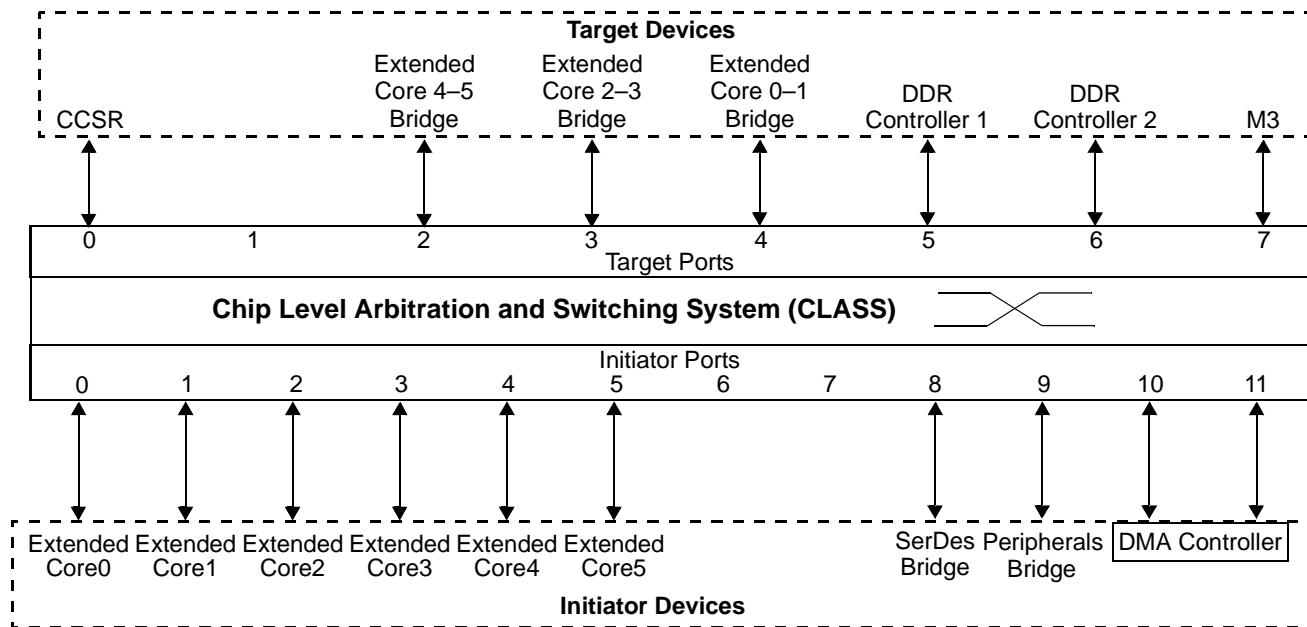 Target Devices
CCSR
Extended
Core 4–5
Bridge
Extended
Core 2–3
Bridge
Extended
Core 0–1
Bridge
DDR
Controller 1
DDR
Controller 2
M3
0 1 2 3 4 5 6 7
Target Ports
Chip Level Arbitration and Switching System (CLASS)
Initiator Ports
0 1 2 3 4 5 6 7 8 9 10 11
Extended
Core0
Extended
Core1
Extended
Core2
Extended
Core3
Extended
Core4
Extended
Core5
SerDes
Bridge
Peripherals
Bridge
DMA Controller
Initiator Devices